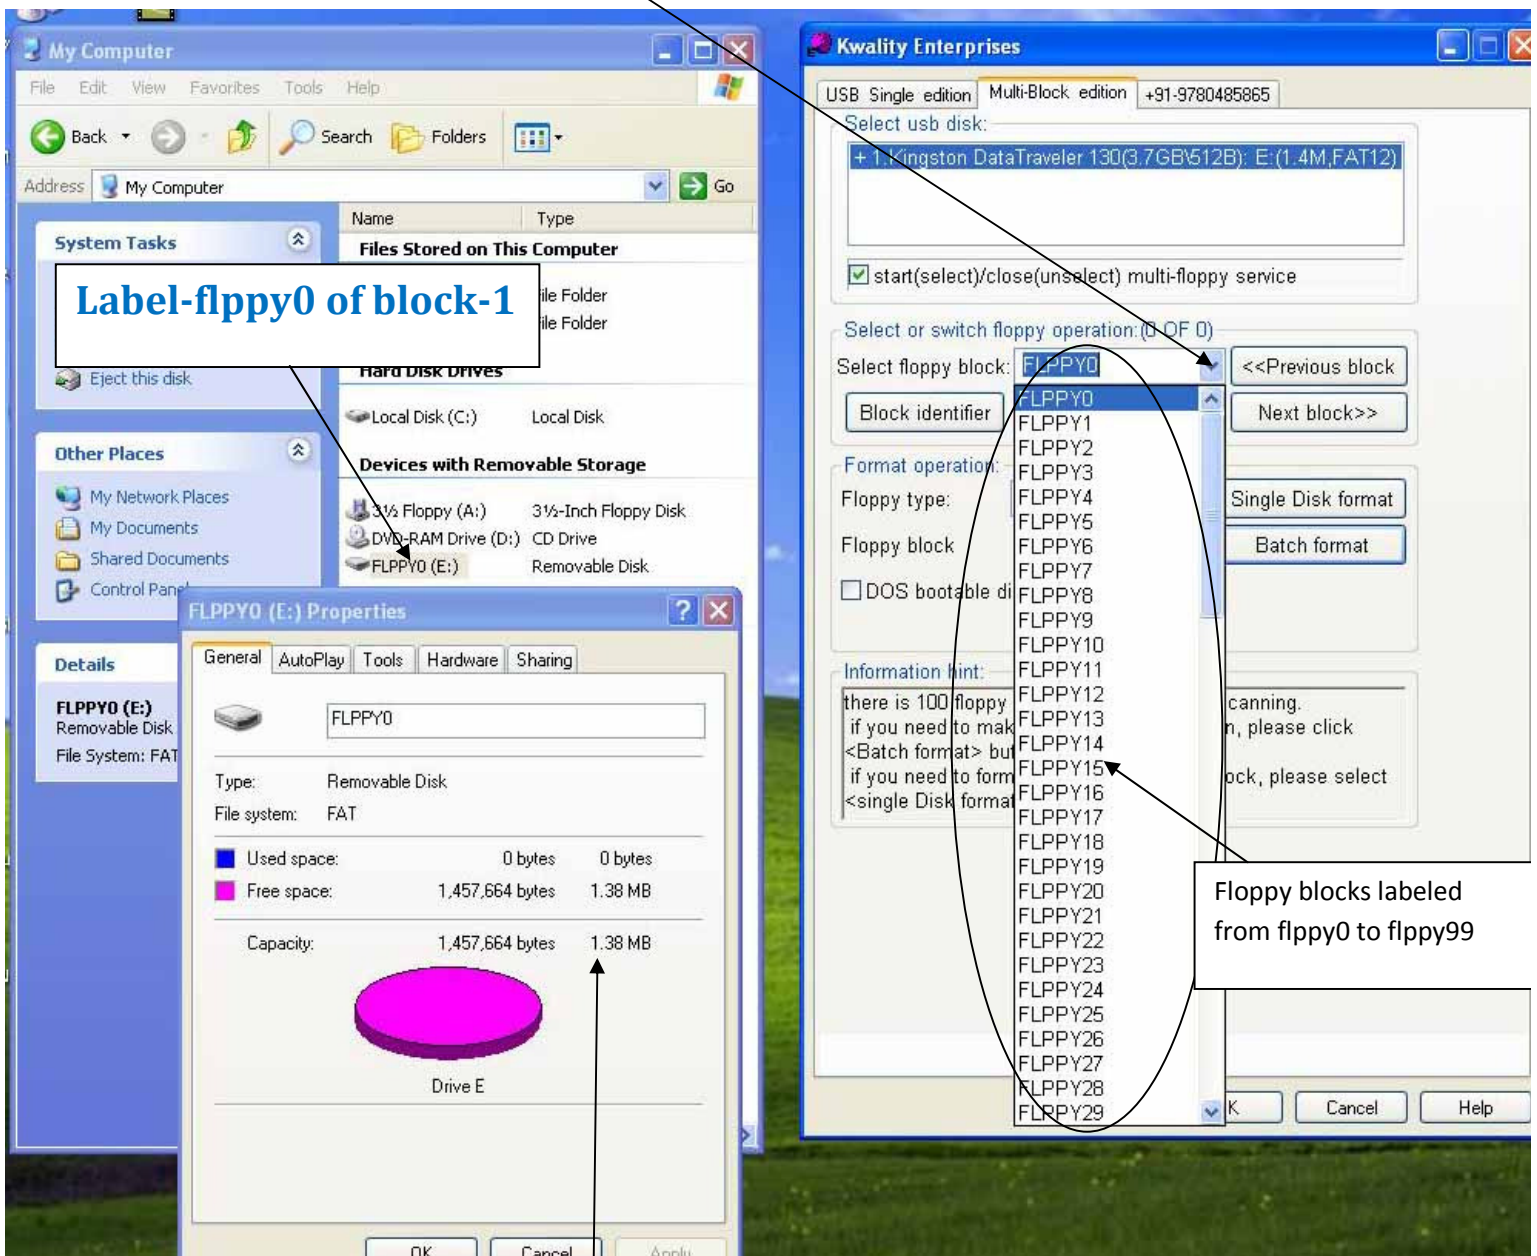 My Computer
File Edit View Favorites Tools Help
Back Search Folders
Address My Computer Go
System Tasks
Eject this disk
Other Places
My Network Places
My Documents
Shared Documents
Control Panel
Details
FLPPY0 (E:)
Removable Disk
File System: FAT
Name Type
Files Stored on This Computer
File Folder
File Folder
Hard Disk Drives
Local Disk (C:) Local Disk
Devices with Removable Storage
3½ Floppy (A:) 3½-Inch Floppy Disk
DVD-RAM Drive (D:) CD Drive
FLPPY0 (E:) Removable Disk
Label-flppy0 of block-1
FLPPY0 (E:) Properties
General AutoPlay Tools Hardware Sharing
FLPPY0
Type: Removable Disk
File system: FAT
Used space: 0 bytes 0 bytes
Free space: 1,457,664 bytes 1.38 MB
Capacity: 1,457,664 bytes 1.38 MB
Drive E
OK Cancel Apply
Kwality Enterprises
USB Single edition Multi-Block edition +91-9780485865
Select usb disk:
+ 1.Kingston DataTraveler 130(3.7GB\512B): E:(1.4M,FAT12)
start(select)/close(unselect) multi-floppy service
Select or switch floppy operation:(0 OF 0)
Select floppy block: FLPPY0 <<Previous block
Block identifier Next block>>
Format operation:
Floppy type: Single Disk format
Floppy block Batch format
DOS bootable di
Information hint:
there is 100 floppy canning.
if you need to mak n, please click
<Batch format> but
if you need to form ock, please select
<single Disk format
FLPPY0
FLPPY1
FLPPY2
FLPPY3
FLPPY4
FLPPY5
FLPPY6
FLPPY7
FLPPY8
FLPPY9
FLPPY10
FLPPY11
FLPPY12
FLPPY13
FLPPY14
FLPPY15
FLPPY16
FLPPY17
FLPPY18
FLPPY19
FLPPY20
FLPPY21
FLPPY22
FLPPY23
FLPPY24
FLPPY25
FLPPY26
FLPPY27
FLPPY28
FLPPY29
K Cancel Help
Floppy blocks labeled
from flppy0 to flppy99